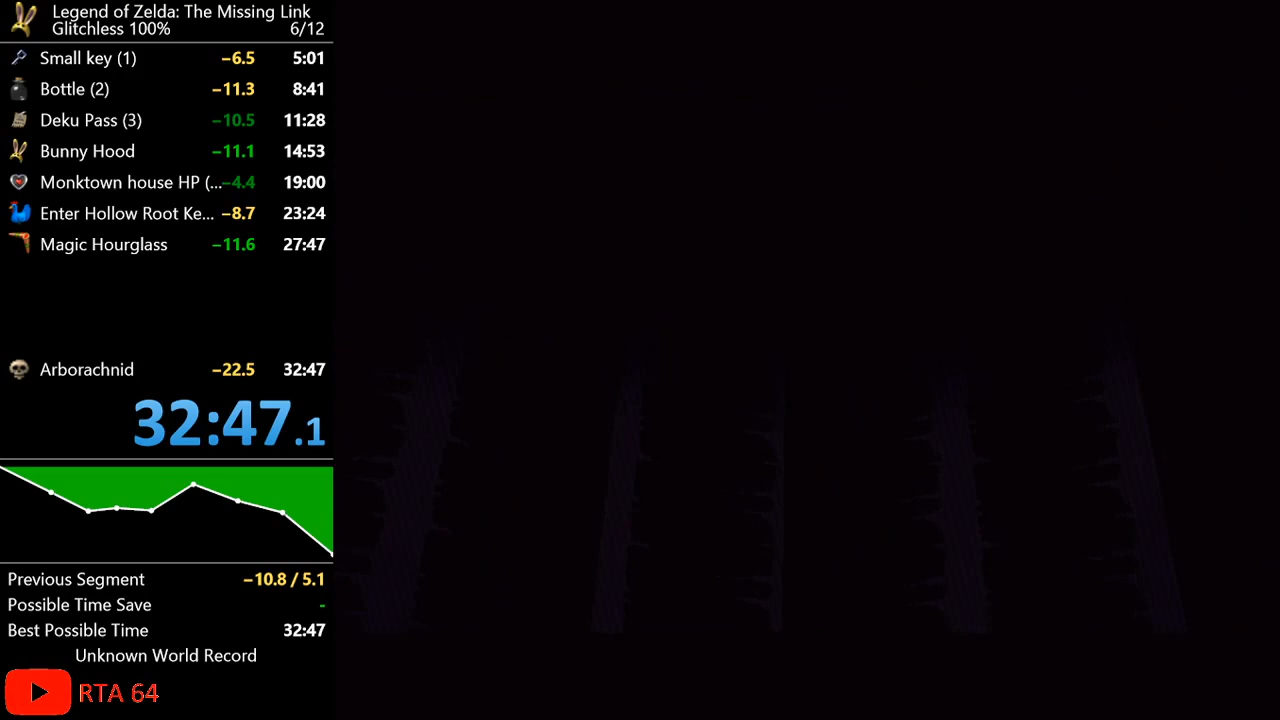 Legend of Zelda: The Missing Link
Glitchless 100% 6/12
Small key (1) −6.5 5:01
Bottle (2) −11.3 8:41
Deku Pass (3) −10.5 11:28
Bunny Hood −11.1 14:53
Monktown house HP (... −4.4 19:00
Enter Hollow Root Ke... −8.7 23:24
Magic Hourglass −11.6 27:47
Arborachnid −22.5 32:47
32:47.1
Previous Segment −10.8 / 5.1
Possible Time Save -
Best Possible Time 32:47
Unknown World Record
RTA 64